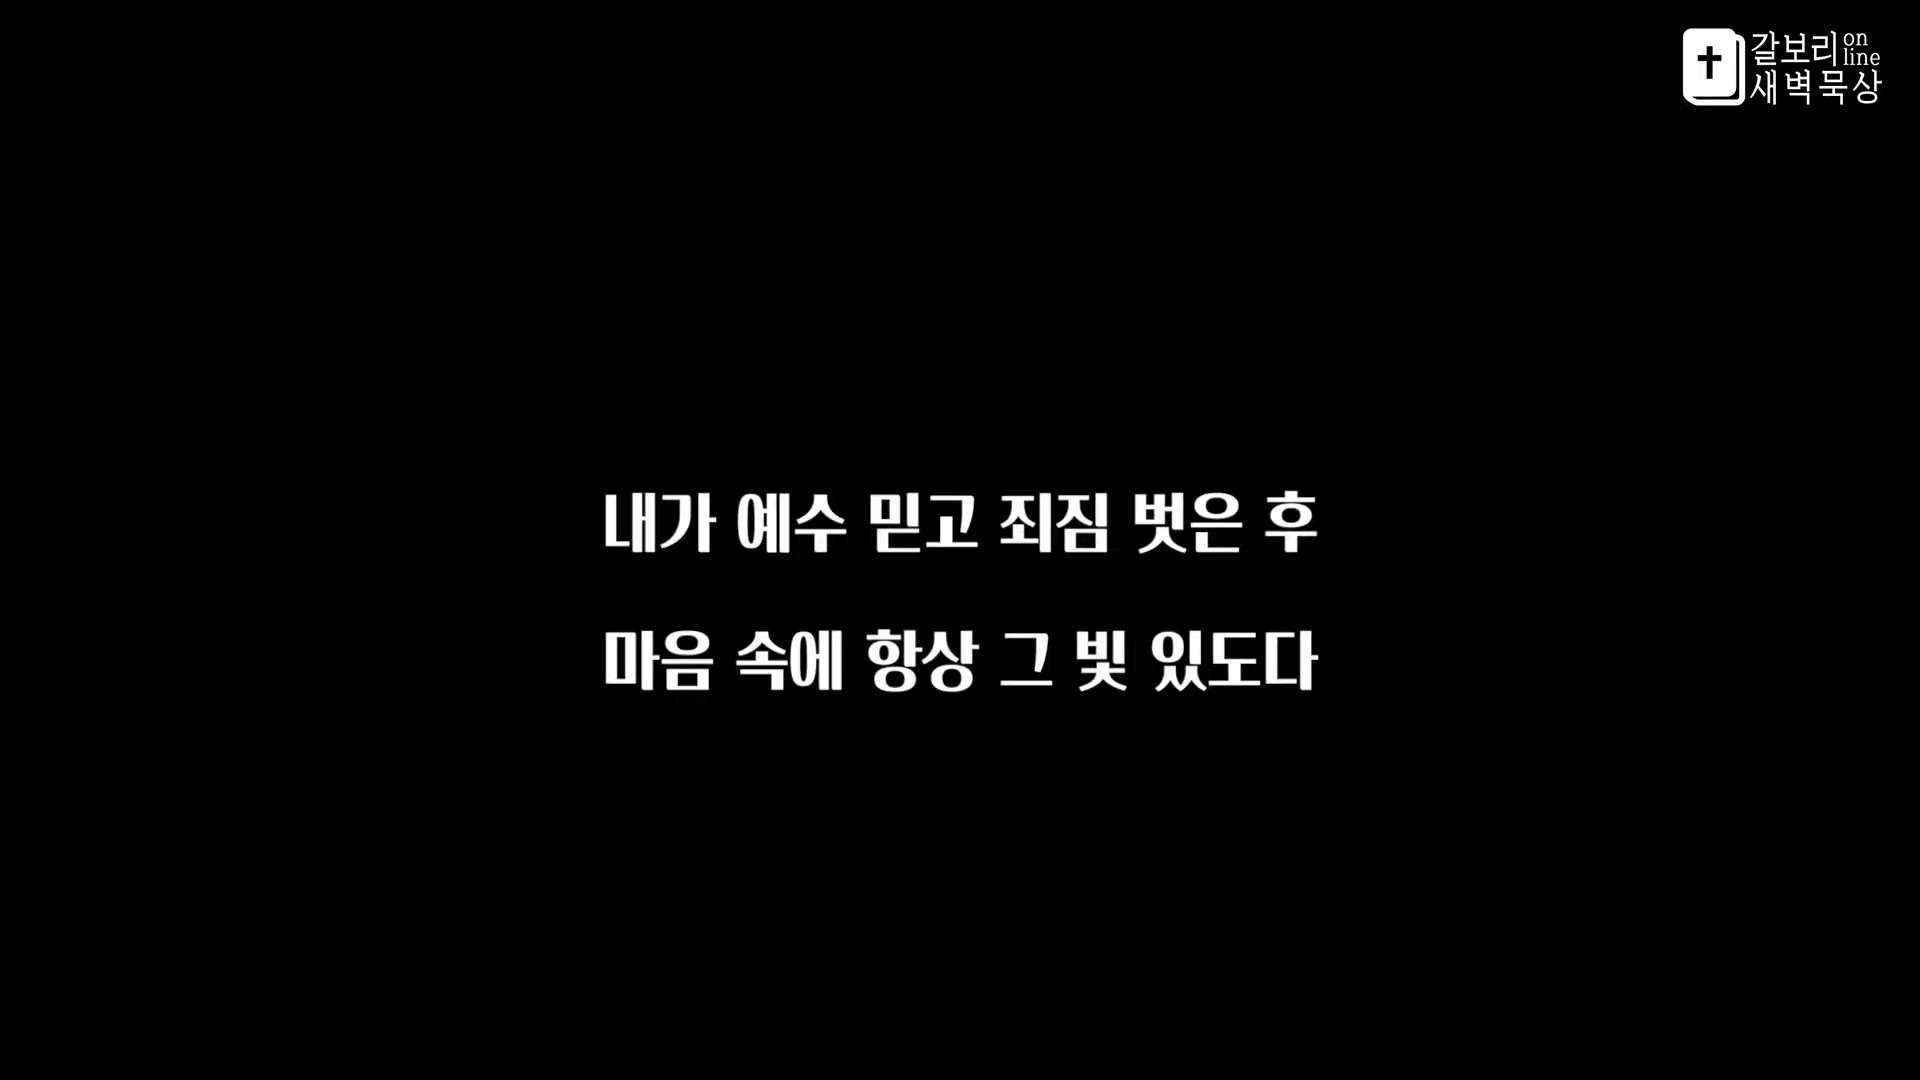 갈보리 on line
새벽묵상
내가 예수 믿고 죄짐 벗은 후
마음 속에 항상 그 빛 있도다